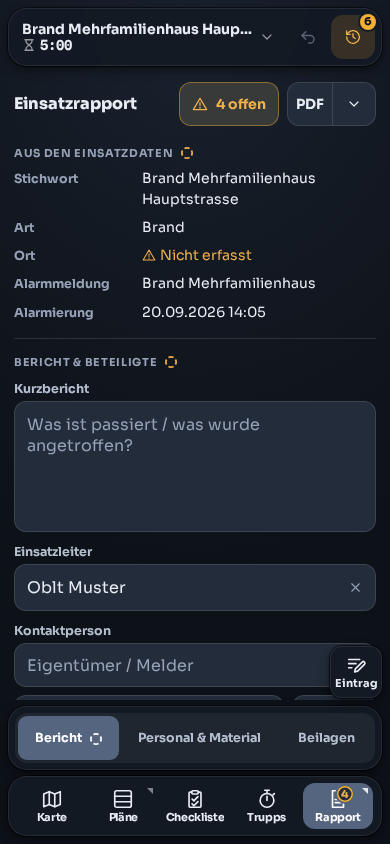 Brand Mehrfamilienhaus Haup...
5:00
6
Einsatzrapport
4 offen
PDF
AUS DEN EINSATZDATEN
Stichwort
Brand Mehrfamilienhaus
Hauptstrasse
Art
Brand
Ort
Nicht erfasst
Alarmmeldung
Brand Mehrfamilienhaus
Alarmierung
20.09.2026 14:05
BERICHT & BETEILIGTE
Kurzbericht
Was ist passiert / was wurde
angetroffen?
Einsatzleiter
Oblt Muster
Kontaktperson
Eigentümer / Melder
Eintrag
Bericht
Personal & Material
Beilagen
Karte
Pläne
Checkliste
Trupps
4
Rapport